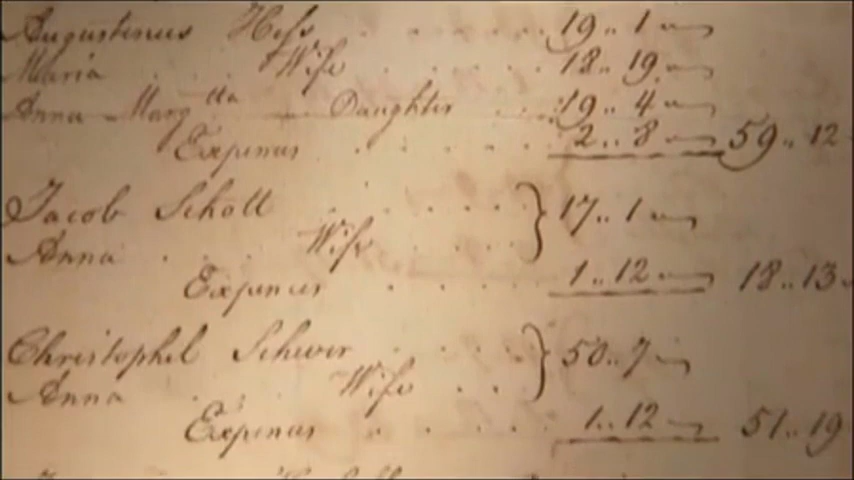 Augustinus Hess . . . . . 19 .. 1 ..
Maria . . Wife . . . . 18 .. 19 ..
Anna Marg^tta Daughter . . . 19 .. 4 ..
Expences . . . . 2 .. 8 .. 59 .. 12
Jacob Scholl . . . . } 17 .. 1 ..
Anna . . Wife . . .
Expences . . . 1 .. 12 .. 18 .. 13 ..
Christophel Schwer . . . } 50 .. 7 ..
Anna . . Wife . .
Expences . . . . 1 .. 12 .. 51 .. 19